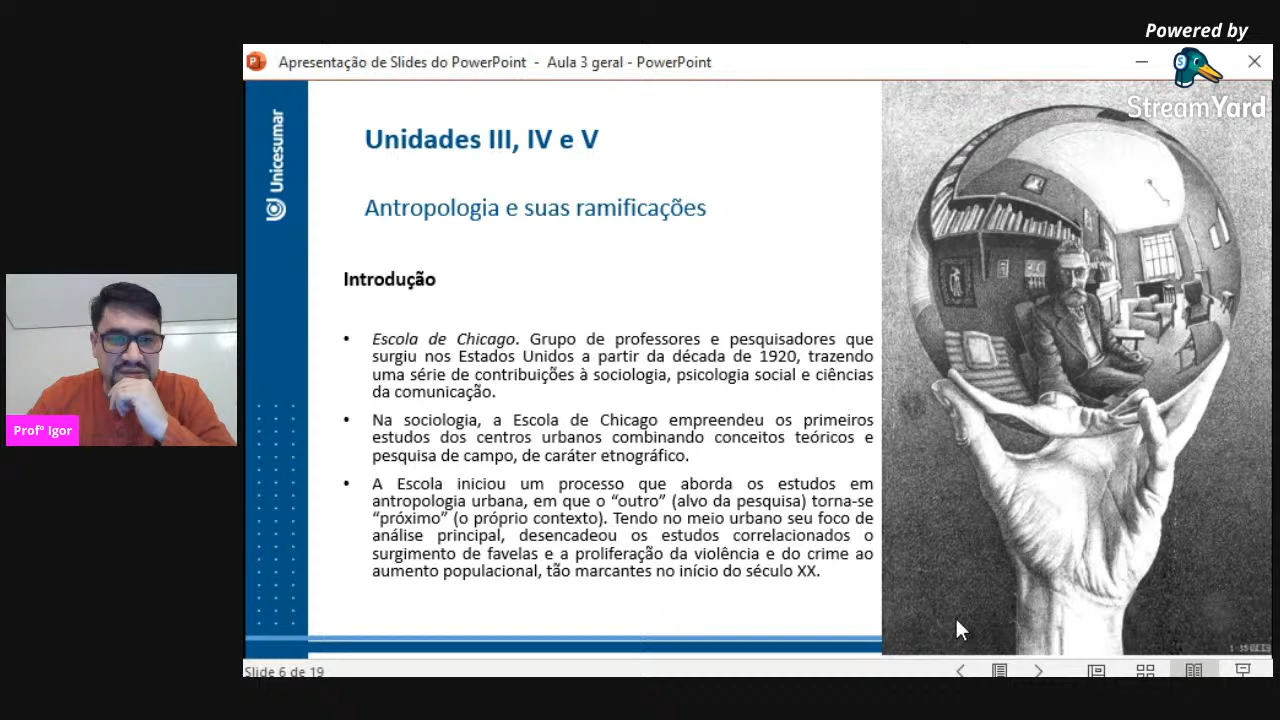 Powered by
StreamYard
Apresentação de Slides do PowerPoint - Aula 3 geral - PowerPoint
Unicesumar
Unidades III, IV e V
Antropologia e suas ramificações
Introdução
• Escola de Chicago. Grupo de professores e pesquisadores que
surgiu nos Estados Unidos a partir da década de 1920, trazendo
uma série de contribuições à sociologia, psicologia social e ciências
da comunicação.
• Na sociologia, a Escola de Chicago empreendeu os primeiros
estudos dos centros urbanos combinando conceitos teóricos e
pesquisa de campo, de caráter etnográfico.
• A Escola iniciou um processo que aborda os estudos em
antropologia urbana, em que o “outro” (alvo da pesquisa) torna-se
“próximo” (o próprio contexto). Tendo no meio urbano seu foco de
análise principal, desencadeou os estudos correlacionados o
surgimento de favelas e a proliferação da violência e do crime ao
aumento populacional, tão marcantes no início do século XX.
Profº Igor
Slide 6 de 19